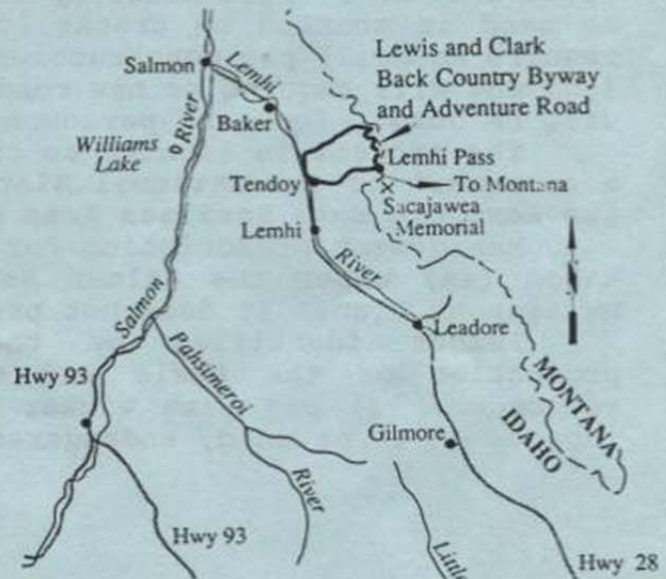 Salmon
Lemhi
Lewis and Clark
Back Country Byway
and Adventure Road
River
Baker
Williams
Lake
Lemhi Pass
Tendoy
To Montana
Sacajawea
Memorial
Lemhi
River
Salmon
Leadore
Pahsimeroi
Hwy 93
MONTANA
IDAHO
Gilmore
River
Hwy 93
Little
Hwy 28